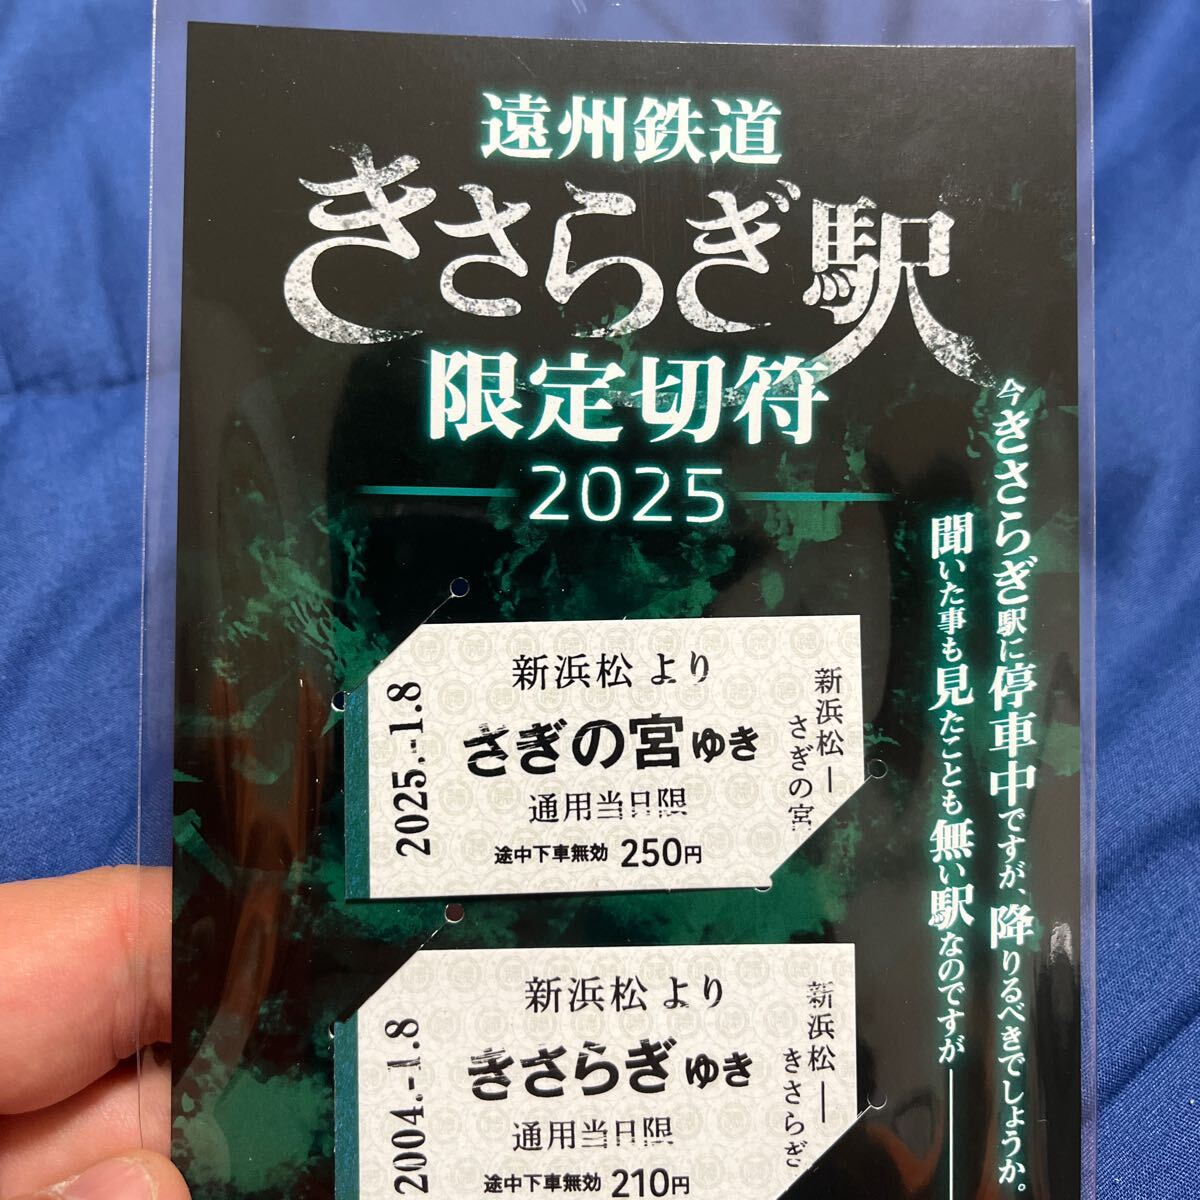 遠州鉄道
きさらぎ駅
限定切符
2025
今きさらぎ駅に停車中ですが、降りるべきでしょうか。
聞いた事も見たことも無い駅なのですが――
2025.-1.8
新浜松 より
さぎの宮 ゆき
通用当日限
途中下車無効 250円
新浜松―さぎの宮
2004.-1.8
新浜松 より
きさらぎ ゆき
通用当日限
途中下車無効 210円
新浜松―きさらぎ